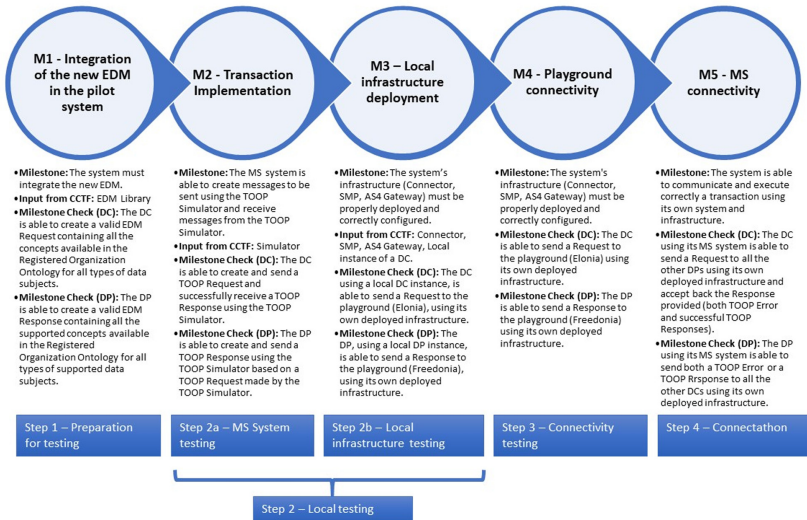 M1 - Integration
of the new EDM
in the pilot
system
•Milestone: The system must
integrate the new EDM.
•Input from CCTF: EDM Library
•Milestone Check (DC): The DC
is able to create a valid EDM
Request containing all the
concepts available in the
Registered Organization
Ontology for all types of data
subjects.
•Milestone Check (DP): The DP
is able to create a valid EDM
Response containing all the
supported concepts available
in the Registered
Organization Ontology for all
types of supported data
subjects.
Step 1 – Preparation
for testing
M2 - Transaction
Implementation
•Milestone: The MS system is
able to create messages to be
sent using the TOOP
Simulator and receive
messages from the TOOP
Simulator.
•Input from CCTF: Simulator
•Milestone Check (DC): The DC
is able to create and send a
TOOP Request and
successfully receive a TOOP
Response using the TOOP
Simulator.
•Milestone Check (DP): The DP
is able to create and send a
TOOP Response using the
TOOP Simulator based on a
TOOP Request made by the
TOOP Simulator.
Step 2a – MS System
testing
M3 – Local
infrastructure
deployment
•Milestone: The system's
infrastructure (Connector,
SMP, AS4 Gateway) must be
properly deployed and
correctly configured.
•Input from CCTF: Connector,
SMP, AS4 Gateway, Local
instance of a DC.
•Milestone Check (DC): The DC
using a local DC instance, is
able to send a Request to the
playground (Elonia), using its
own deployed infrastructure.
•Milestone Check (DP): The
DP, using a local DP instance,
is able to send a Response to
the playground (Freedonia),
using its own deployed
infrastructure.
Step 2b – Local
infrastructure testing
M4 - Playground
connectivity
•Milestone: The system's
infrastructure (Connector,
SMP, AS4 Gateway) must be
properly deployed and
correctly configured.
•Milestone Check (DC): The DC
is able to send a Request to
the playground (Elonia) using
its own deployed
infrastructure.
•Milestone Check (DP): The DP
is able to send a Response to
the playground (Freedonia)
using its own deployed
infrastructure.
Step 3 – Connectivity
testing
M5 - MS
connectivity
•Milestone: The system is able
to communicate and execute
correctly a transaction using
its own system and
infrastructure.
•Milestone Check (DC): The DC
using its MS system is able to
send a Request to all the
other DPs using its own
deployed infrastructure and
accept back the Response
provided (both TOOP Error
and successful TOOP
Responses).
•Milestone Check (DP): The DP
using its MS system is able to
send both a TOOP Error or a
TOOP Rrsponse to all the
other DCs using its own
deployed infrastructure.
Step 4 – Connectathon
Step 2 – Local testing